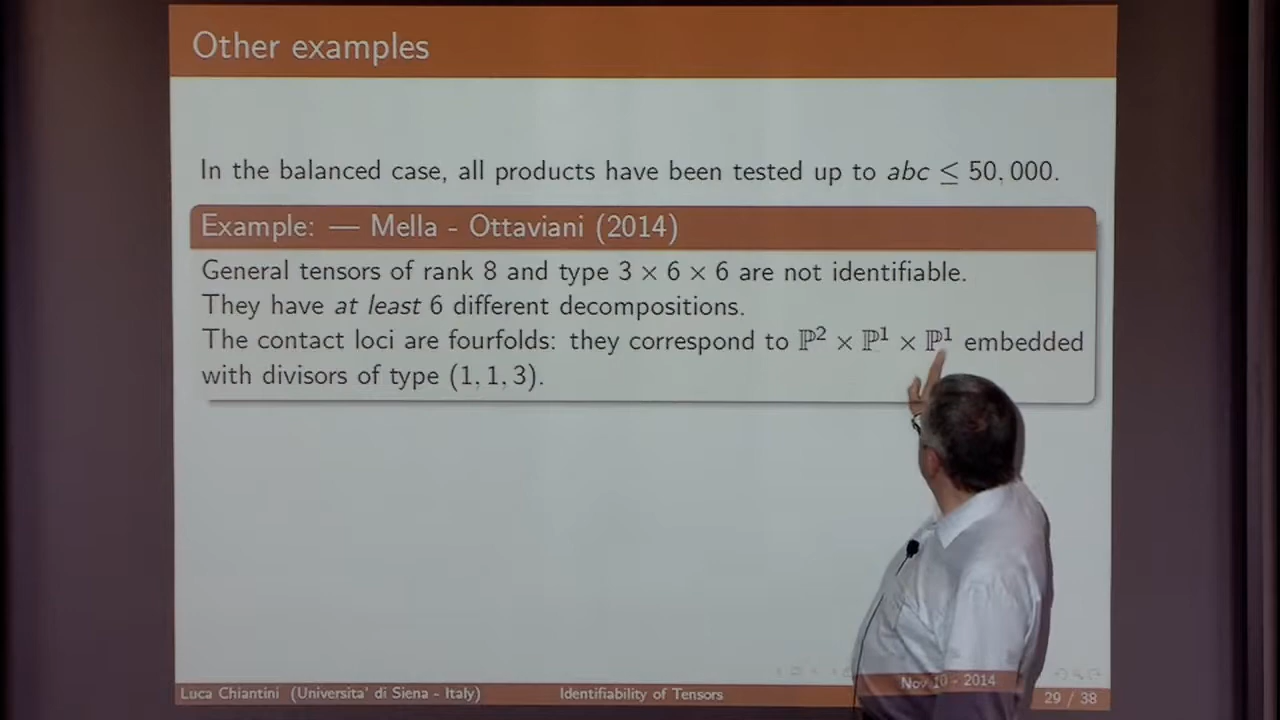 Other examples
In the balanced case, all products have been tested up to abc ≤ 50,000.
Example: — Mella - Ottaviani (2014)
General tensors of rank 8 and type 3 × 6 × 6 are not identifiable.
They have at least 6 different decompositions.
The contact loci are fourfolds: they correspond to ℙ² × ℙ¹ × ℙ¹ embedded
with divisors of type (1,1,3).
Luca Chiantini (Universita' di Siena - Italy) Identifiability of Tensors Nov 10 - 2014 29 / 38